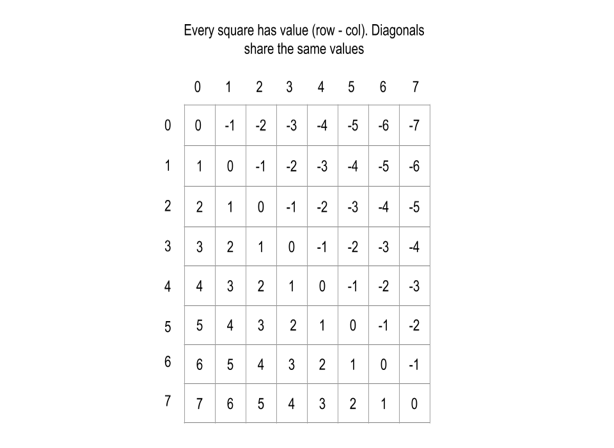 Every square has value (row - col). Diagonals
share the same values
0 1 2 3 4 5 6 7
0 0 -1 -2 -3 -4 -5 -6 -7
1 1 0 -1 -2 -3 -4 -5 -6
2 2 1 0 -1 -2 -3 -4 -5
3 3 2 1 0 -1 -2 -3 -4
4 4 3 2 1 0 -1 -2 -3
5 5 4 3 2 1 0 -1 -2
6 6 5 4 3 2 1 0 -1
7 7 6 5 4 3 2 1 0